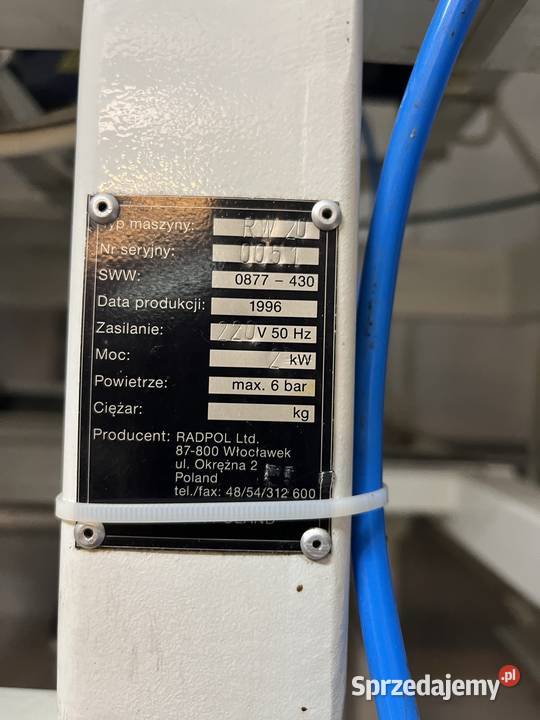 Typ maszyny: RW 20
Nr seryjny: 0051
SWW: 0877 – 430
Data produkcji: 1996
Zasilanie: 220 V 50 Hz
Moc: 2 kW
Powietrze: max. 6 bar
Ciężar: kg
Producent: RADPOL Ltd.
87-800 Włocławek
ul. Okrężna 2
Poland
tel./fax: 48/54/312 600
POLAND
Sprzedajemy.pl